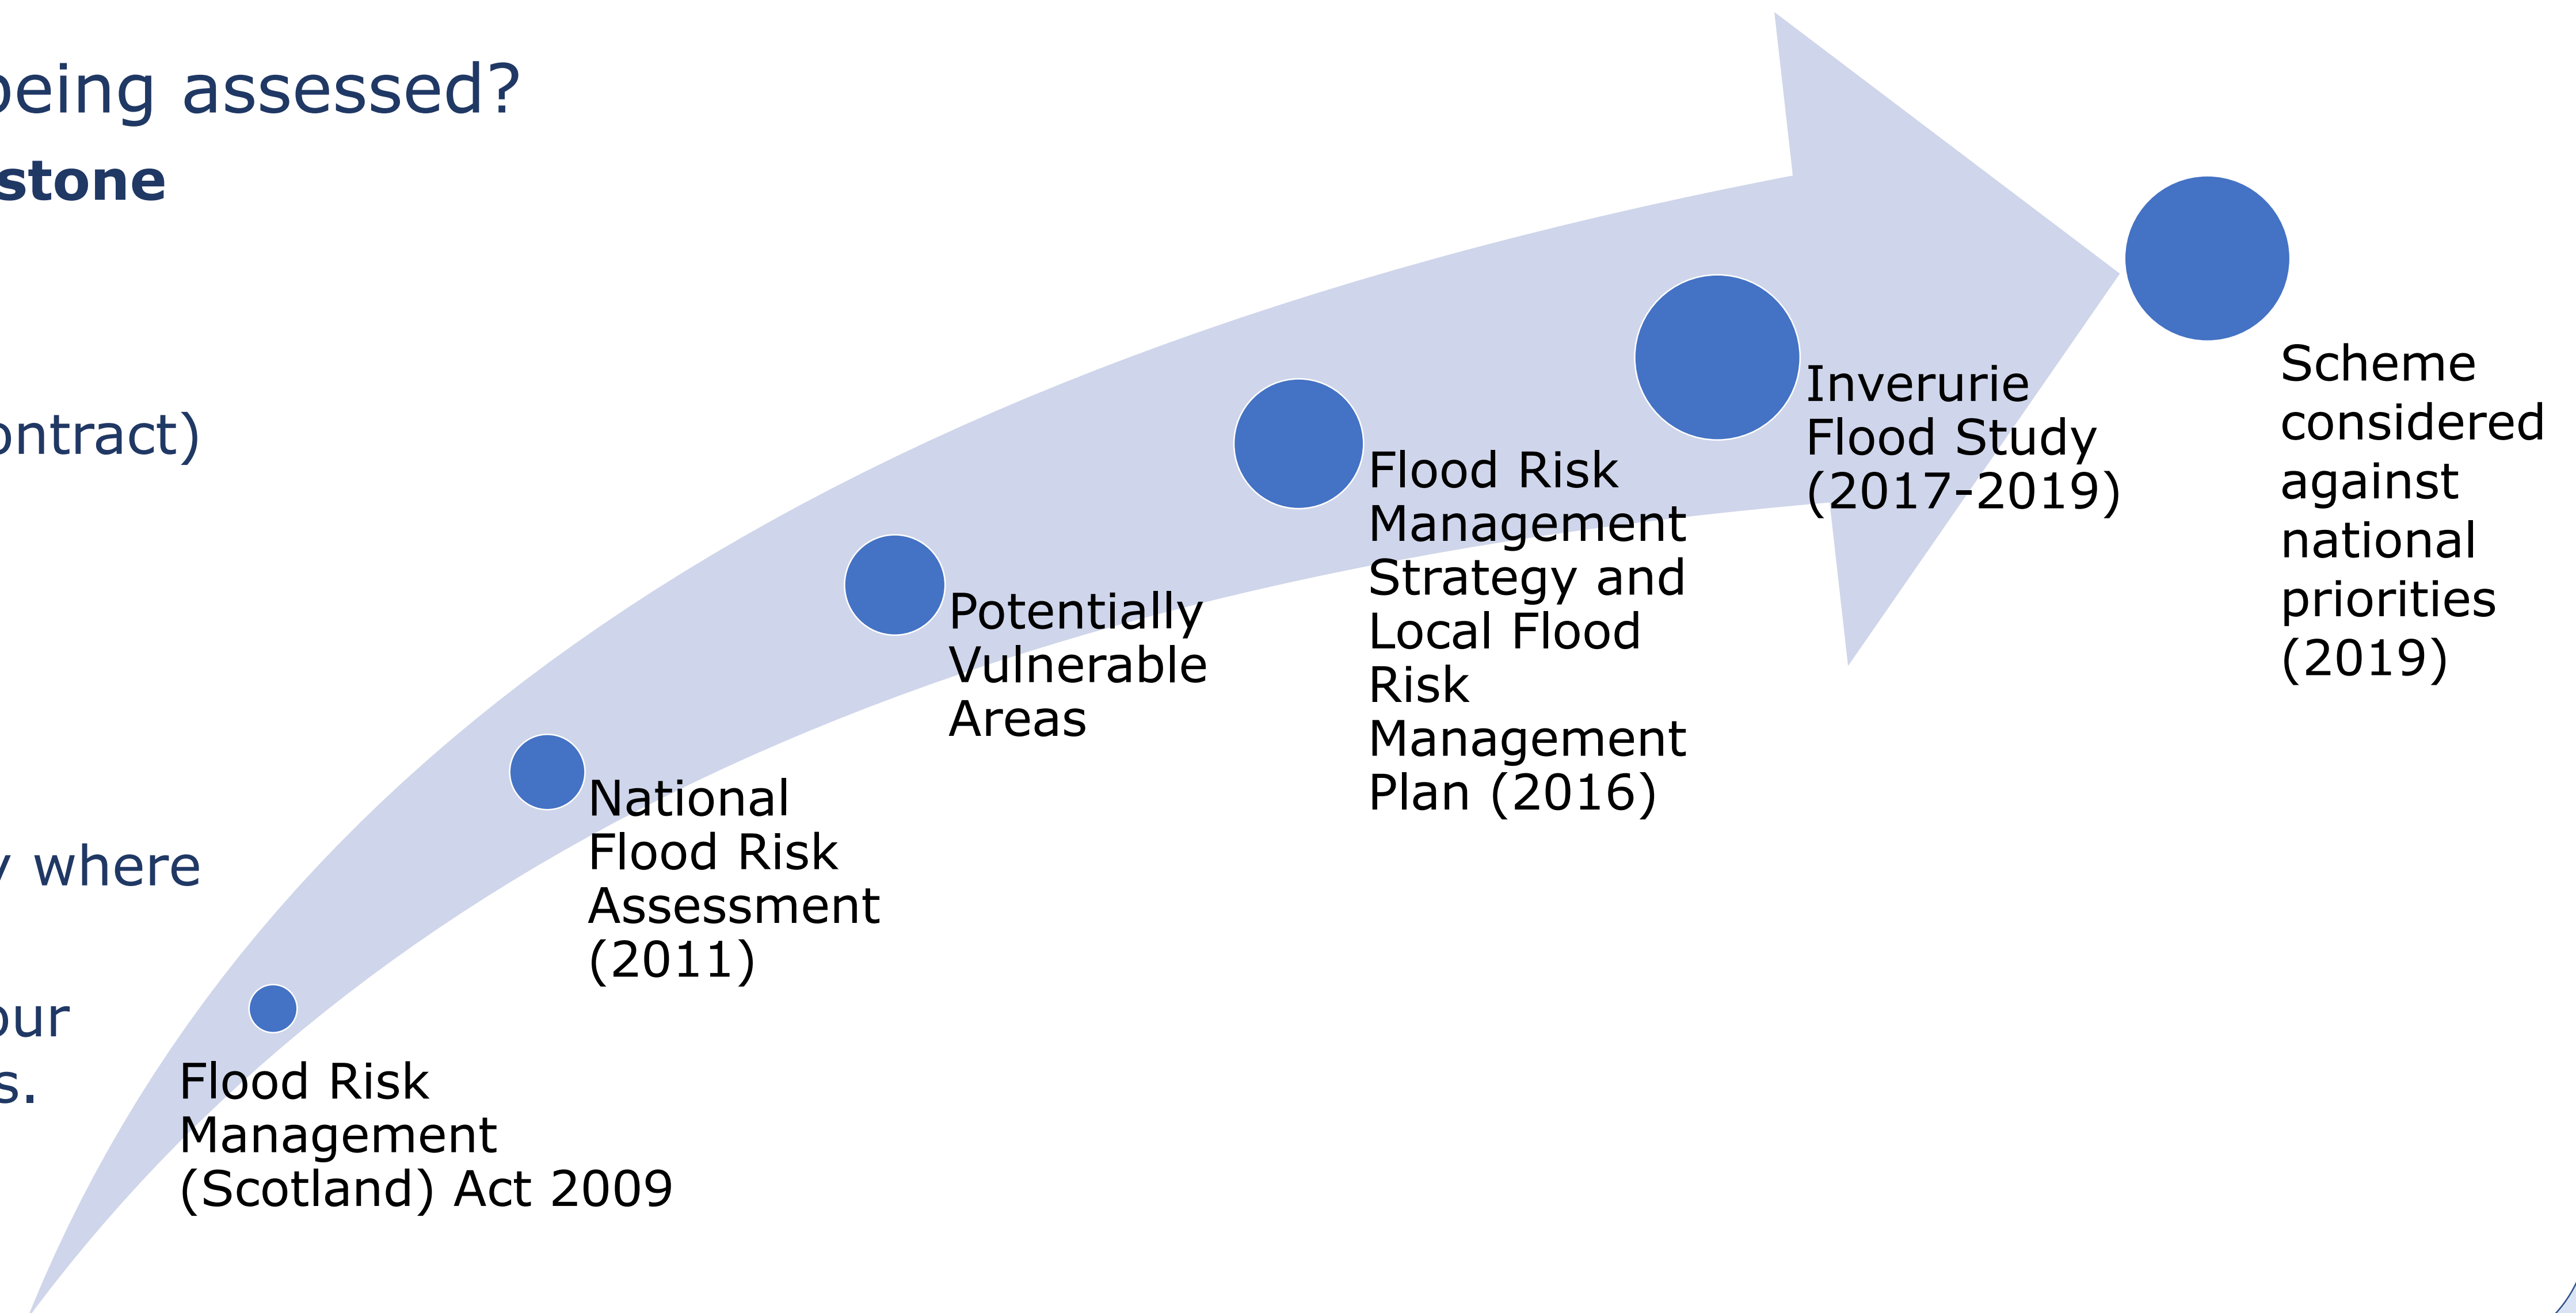 being assessed?
stone
ontract)
y where
our
s.
Flood Risk
Management
(Scotland) Act 2009
National
Flood Risk
Assessment
(2011)
Potentially
Vulnerable
Areas
Flood Risk
Management
Strategy and
Local Flood
Risk
Management
Plan (2016)
Inverurie
Flood Study
(2017-2019)
Scheme
considered
against
national
priorities
(2019)